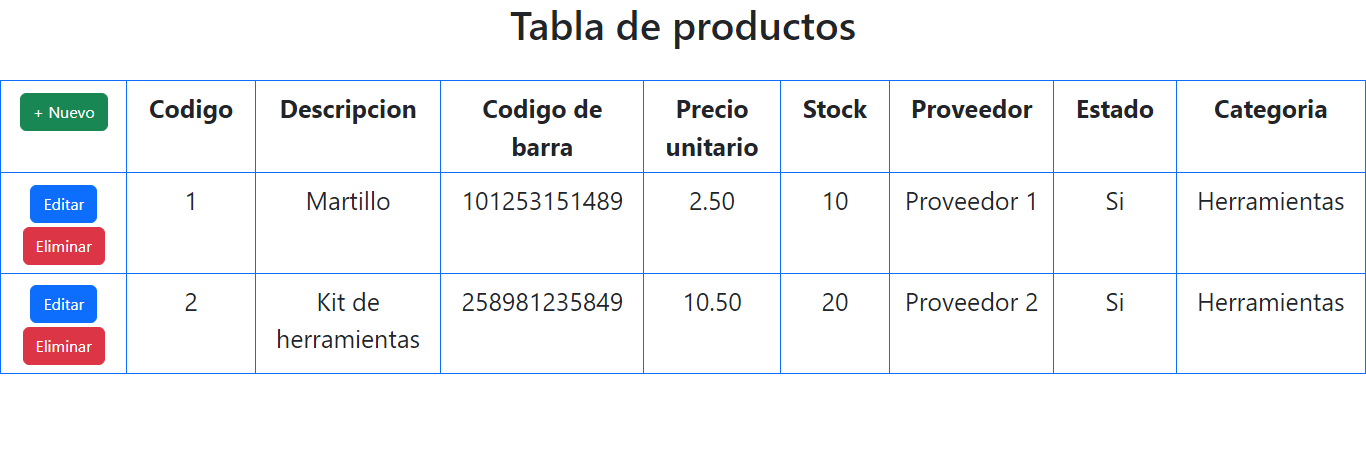 Tabla de productos
+ Nuevo Codigo Descripcion Codigo de barra Precio unitario Stock Proveedor Estado Categoria
Editar Eliminar 1 Martillo 101253151489 2.50 10 Proveedor 1 Si Herramientas
Editar Eliminar 2 Kit de herramientas 258981235849 10.50 20 Proveedor 2 Si Herramientas